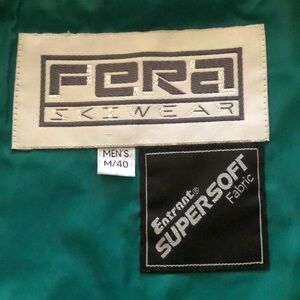 FeRA
SKIWEAR
MEN'S
M/40
Entrant®
SUPERSOFT
Fabric